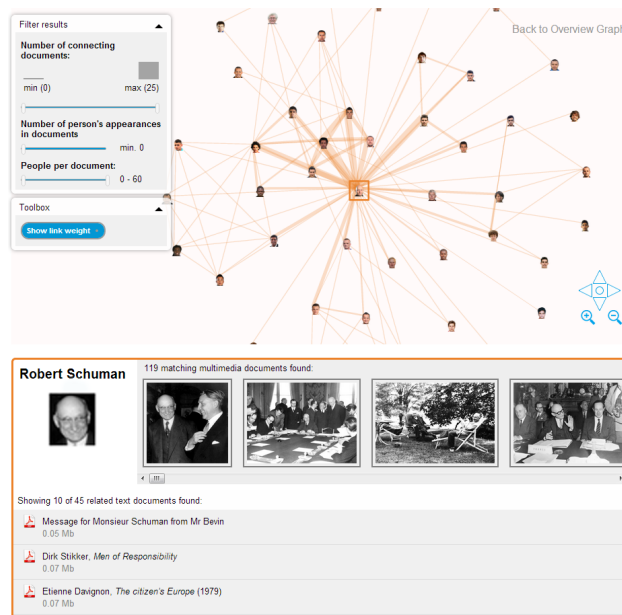 Filter results
Back to Overview Graph
Number of connecting
documents:
min (0)
max (25)
Number of person's appearances
in documents
min. 0
People per document:
0 - 60
Toolbox
Show link weight
Robert Schuman
119 matching multimedia documents found:
Showing 10 of 45 related text documents found:
Message for Monsieur Schuman from Mr Bevin
0.05 Mb
Dirk Stikker, Men of Responsibility
0.07 Mb
Etienne Davignon, The citizen's Europe (1979)
0.07 Mb